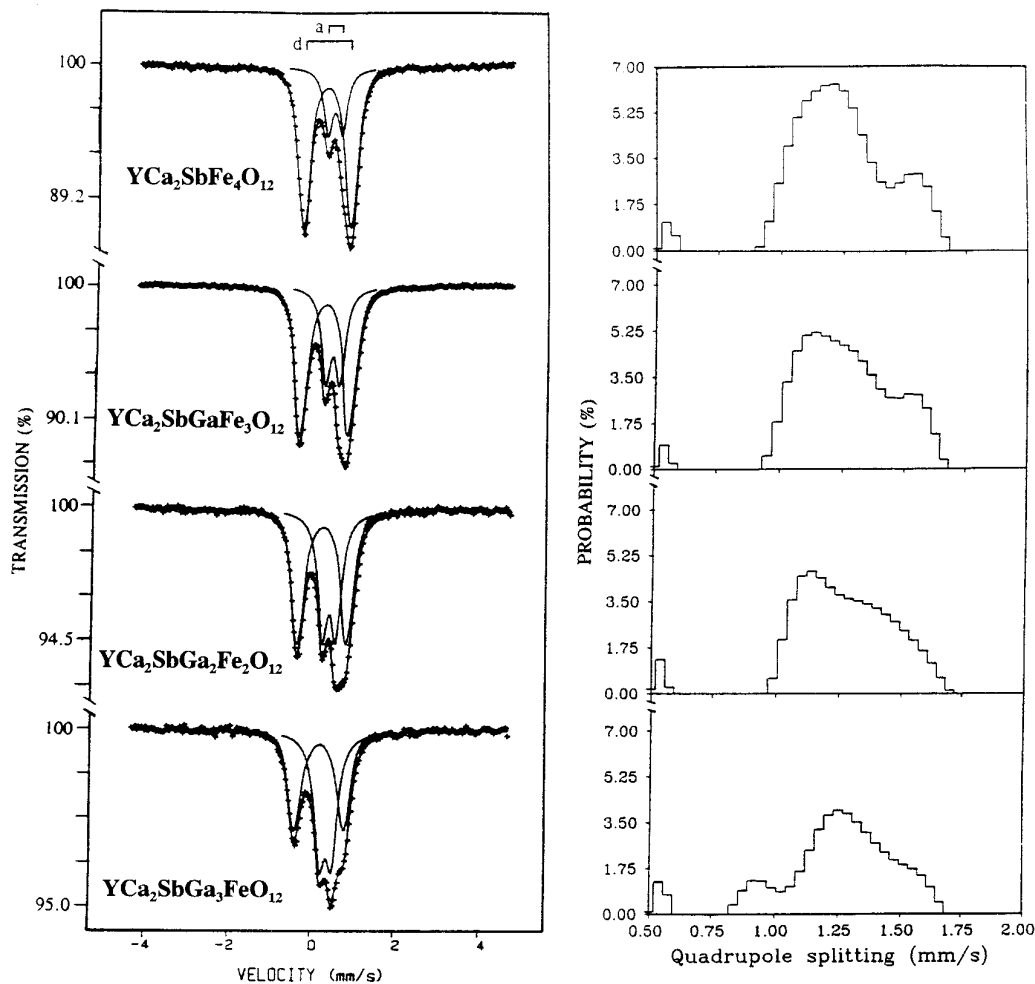 a
d
100
YCa₂SbFe₄O₁₂
89.2
100
YCa₂SbGaFe₃O₁₂
90.1
100
YCa₂SbGa₂Fe₂O₁₂
94.5
100
YCa₂SbGa₃FeO₁₂
95.0
TRANSMISSION (%)
-4 -2 0 2 4
VELOCITY (mm/s)
7.00
5.25
3.50
1.75
0.00
7.00
5.25
3.50
1.75
0.00
7.00
5.25
3.50
1.75
0.00
7.00
5.25
3.50
1.75
0.00
PROBABILITY (%)
0.50 0.75 1.00 1.25 1.50 1.75 2.00
Quadrupole splitting (mm/s)